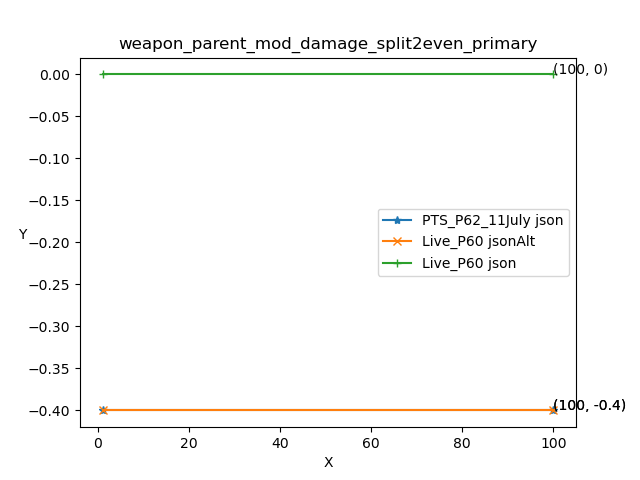 weapon_parent_mod_damage_split2even_primary
0.00
−0.05
−0.10
−0.15
−0.20
−0.25
−0.30
−0.35
−0.40
Y
(100, 0)
PTS_P62_11July json
Live_P60 jsonAlt
Live_P60 json
(100, -0.4)
0 20 40 60 80 100
X